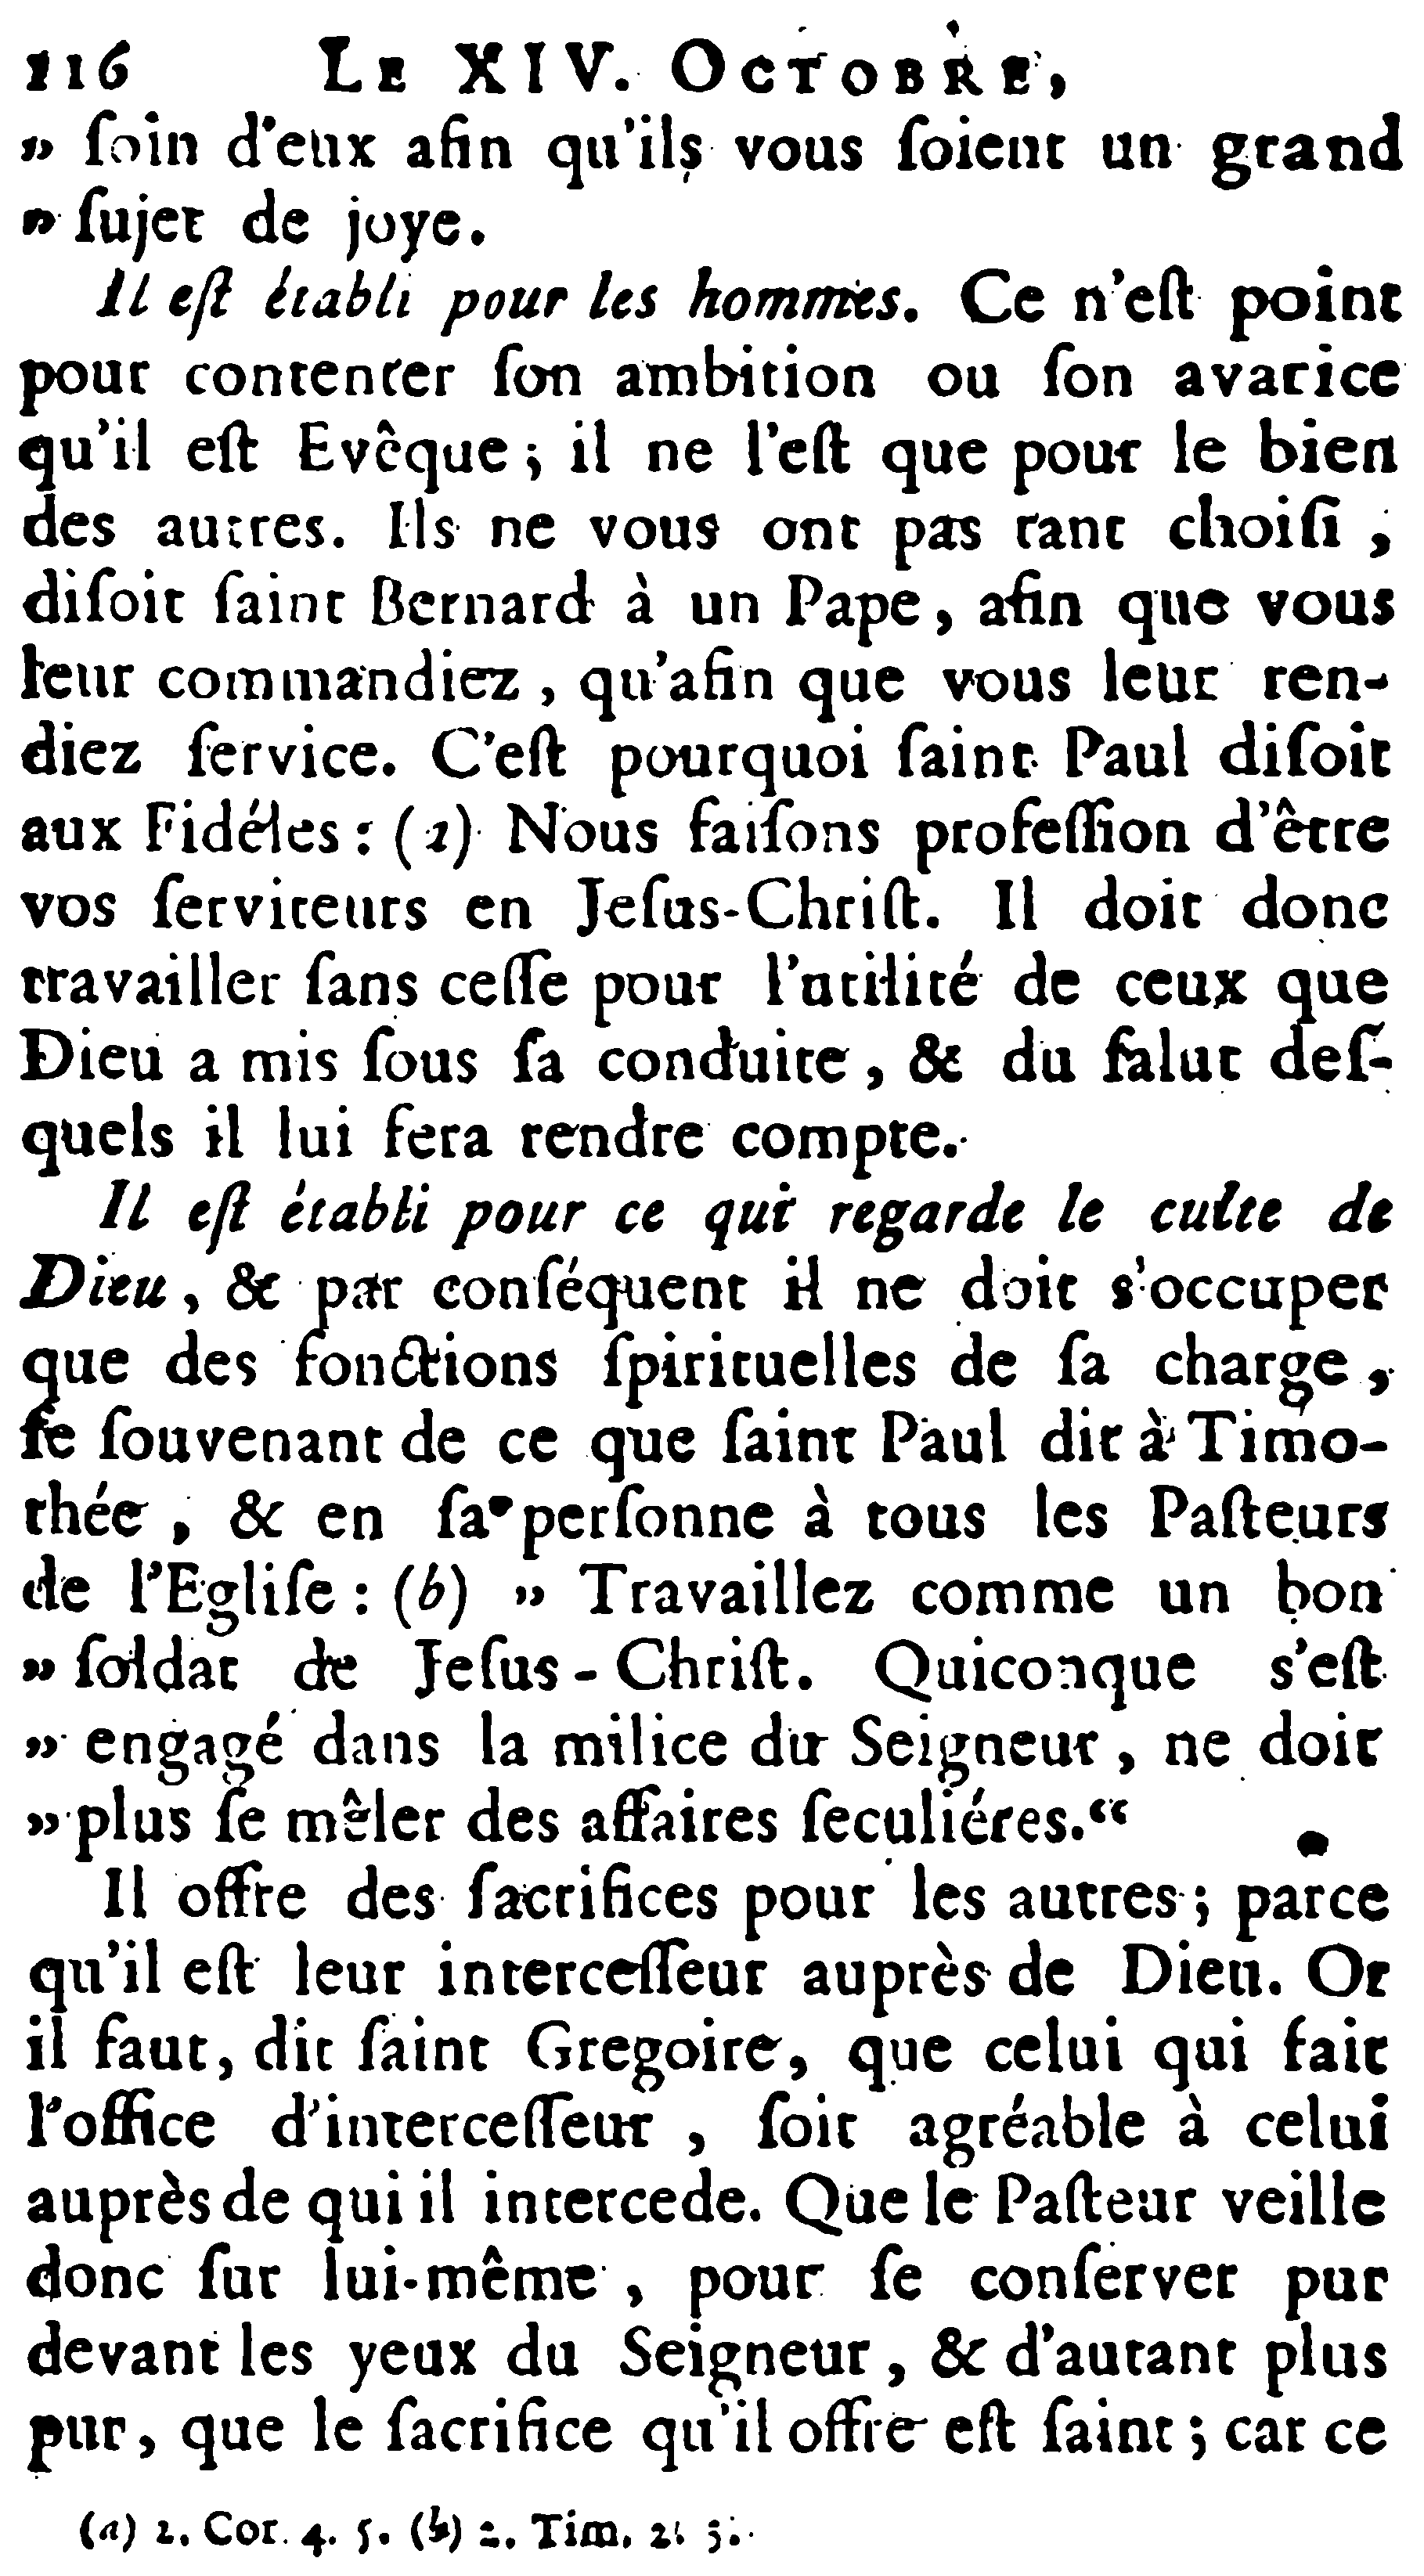 116 LE XIV. OCTOBRE,
„ ſoin d'eux afin qu'ils vous ſoient un grand
„ ſujet de joye.
Il eſt établi pour les hommes. Ce n'eſt point
pour contenter ſon ambition ou ſon avarice
qu'il eſt Evêque ; il ne l'eſt que pour le bien
des autres. Ils ne vous ont pas tant choiſi ,
diſoit ſaint Bernard à un Pape , afin que vous
leur commandiez , qu'afin que vous leur ren-
diez ſervice. C'eſt pourquoi ſaint Paul diſoit
aux Fidéles : (a) Nous faiſons profeſſion d'être
vos ſerviteurs en Jeſus-Chriſt. Il doit donc
travailler ſans ceſſe pour l'utilité de ceux que
Dieu a mis ſous ſa conduite , & du ſalut deſ-
quels il lui fera rendre compte.
Il eſt établi pour ce qui regarde le culte de
Dieu , & par conſéquent il ne doit s'occuper
que des fonctions ſpirituelles de ſa charge ,
ſe ſouvenant de ce que ſaint Paul dit à Timo-
thée , & en ſa perſonne à tous les Paſteurs
de l'Egliſe : (b) „ Travaillez comme un bon
„ ſoldat de Jeſus - Chriſt. Quiconque s'eſt
„ engagé dans la milice du Seigneur , ne doit
„ plus ſe mêler des affaires ſeculiéres.“
Il offre des ſacrifices pour les autres ; parce
qu'il eſt leur interceſſeur auprès de Dieu. Or
il faut, dit ſaint Gregoire, que celui qui fait
l'office d'interceſſeur , ſoit agréable à celui
auprès de qui il intercede. Que le Paſteur veille
donc ſur lui-même , pour ſe conſerver pur
devant les yeux du Seigneur , & d'autant plus
pur, que le ſacrifice qu'il offre eſt ſaint ; car ce
(a) 2. Cor. 4. 5. (b) 2. Tim. 2. 3.